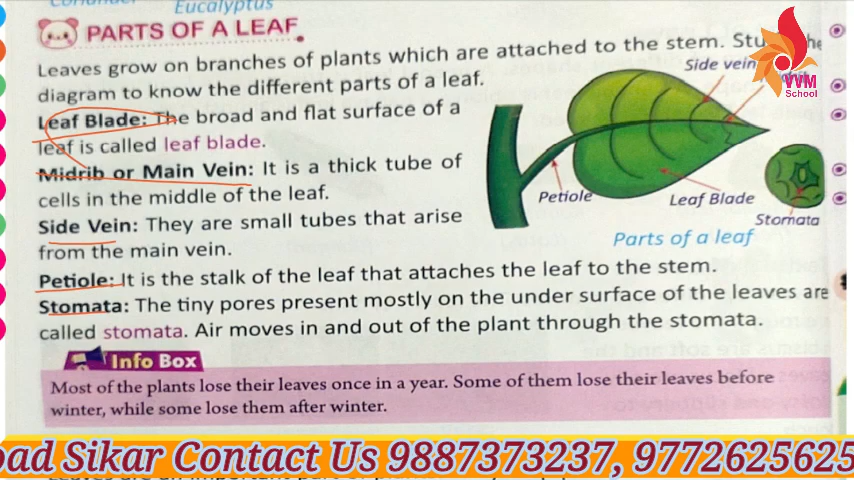 Eucalyptus
PARTS OF A LEAF
Leaves grow on branches of plants which are attached to the stem.
diagram to know the different parts of a leaf.
Leaf Blade: The broad and flat surface of a
leaf is called leaf blade.
Midrib or Main Vein: It is a thick tube of
cells in the middle of the leaf.
Side Vein: They are small tubes that arise
from the main vein.
Petiole: It is the stalk of the leaf that attaches the leaf to the stem.
Stomata: The tiny pores present mostly on the under surface of the leaves are
called stomata. Air moves in and out of the plant through the stomata.
Side vein
Petiole
Leaf Blade
Stomata
Parts of a leaf
YVM
School
Info Box
Most of the plants lose their leaves once in a year. Some of them lose their leaves before
winter, while some lose them after winter.
Sikar Contact Us 9887373237, 9772625625